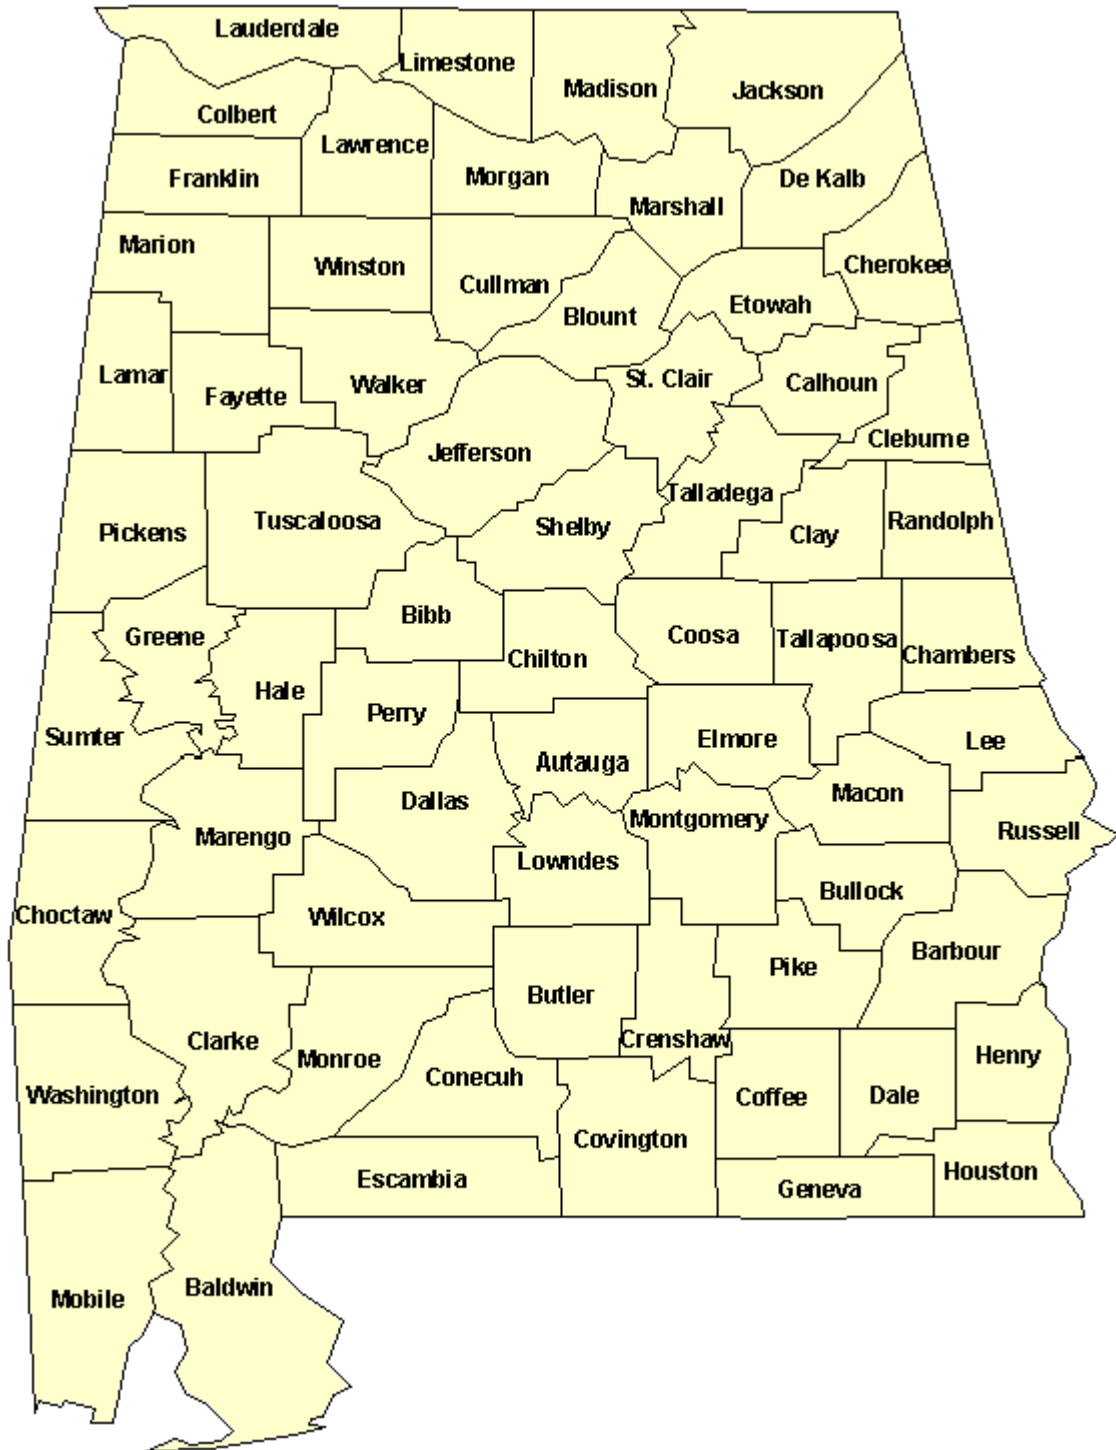 Lauderdale
Limestone
Madison
Jackson
Colbert
Lawrence
Franklin
Morgan
De Kalb
Marshall
Marion
Winston
Cullman
Cherokee
Blount
Etowah
Lamar
Fayette
Walker
St. Clair
Calhoun
Cleburne
Jefferson
Talladega
Pickens
Tuscaloosa
Shelby
Clay
Randolph
Greene
Bibb
Coosa
Tallapoosa
Chambers
Chilton
Hale
Perry
Sumter
Autauga
Elmore
Lee
Dallas
Macon
Marengo
Montgomery
Russell
Lowndes
Bullock
Choctaw
Wilcox
Barbour
Pike
Butler
Clarke
Monroe
Crenshaw
Henry
Washington
Conecuh
Coffee
Dale
Covington
Escambia
Geneva
Houston
Mobile
Baldwin